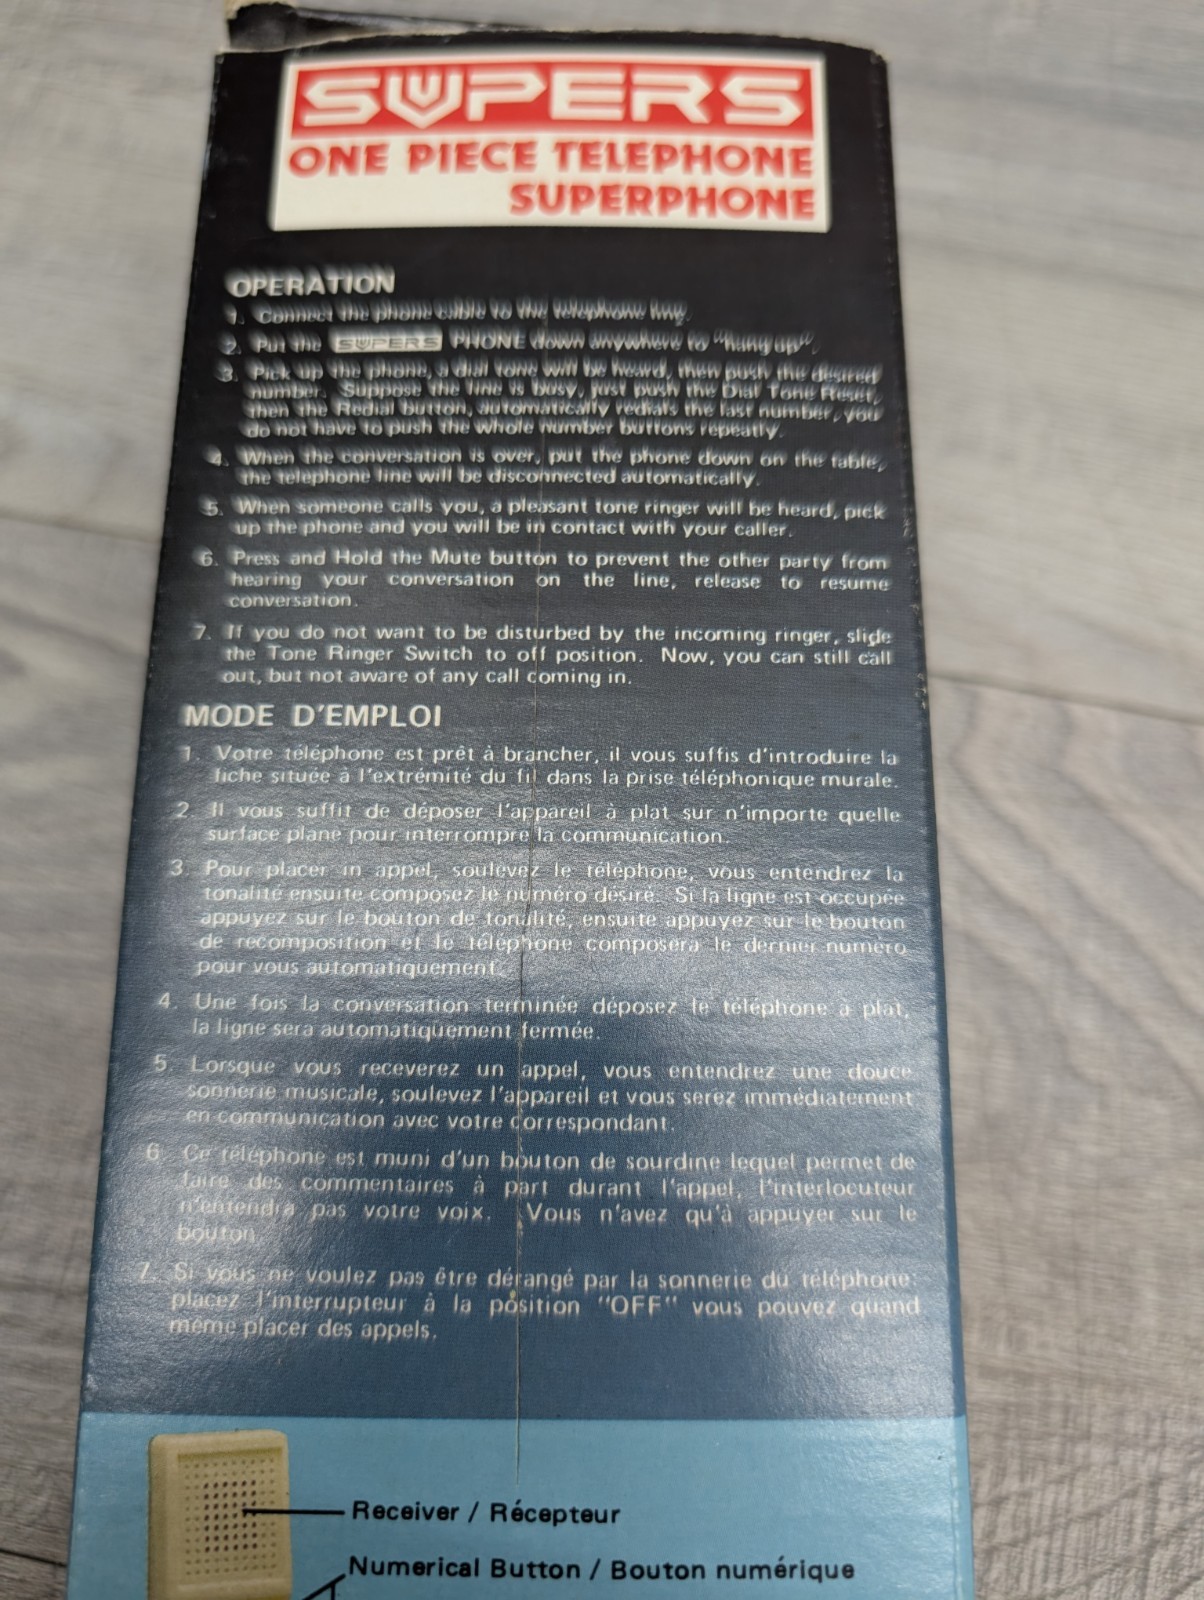 SUPERS
ONE PIECE TELEPHONE
SUPERPHONE
OPERATION
1. Connect the phone cable to the telephone
2. Put the SUPERS PHONE down anywhere to "hang up".
3. Pick up the phone, a dial tone will be heard, then push the desired
number. Suppose the line is busy, just push the Dial Tone Reset,
then the Redial button, automatically redials the last number, you
do not have to push the whole number buttons repeatly.
4. When the conversation is over, put the phone down on the table,
the telephone line will be disconnected automatically.
5. When someone calls you, a pleasant tone ringer will be heard, pick
up the phone and you will be in contact with your caller.
6. Press and Hold the Mute button to prevent the other party from
hearing your conversation on the line, release to resume
conversation.
7. If you do not want to be disturbed by the incoming ringer, slide
the Tone Ringer Switch to off position. Now, you can still call
out, but not aware of any call coming in.
MODE D'EMPLOI
1. Votre téléphone est prêt à brancher, il vous suffis d'introduire la
fiche située à l'extrémité du fil dans la prise téléphonique murale.
2 Il vous suffit de déposer l'appareil à plat sur n'importe quelle
surface plane pour interrompre la communication.
3. Pour placer in appel, soulevez le téléphone, vous entendrez la
tonalité ensuite composez le numéro désiré. Si la ligne est occupée
appuyez sur le bouton de tonalité, ensuite appuyez sur le bouton
de recomposition et le téléphone composera le dernier numéro
pour vous automatiquement.
4. Une fois la conversation terminée déposez le téléphone à plat,
la ligne sera automatiquement fermée.
5. Lorsque vous receverez un appel, vous entendrez une douce
sonnerie musicale, soulevez l'appareil et vous serez immédiatement
en communication avec votre correspondant.
6 Ce téléphone est muni d'un bouton de sourdine lequel permet de
faire des commentaires à part durant l'appel, l'interlocuteur
n'entendra pas votre voix. Vous n'avez qu'à appuyer sur le
bouton.
7. Si vous ne voulez pas être dérangé par la sonnerie du téléphone:
placez l'interrupteur à la position "OFF" vous pouvez quand
même placer des appels.
Receiver / Récepteur
Numerical Button / Bouton numérique